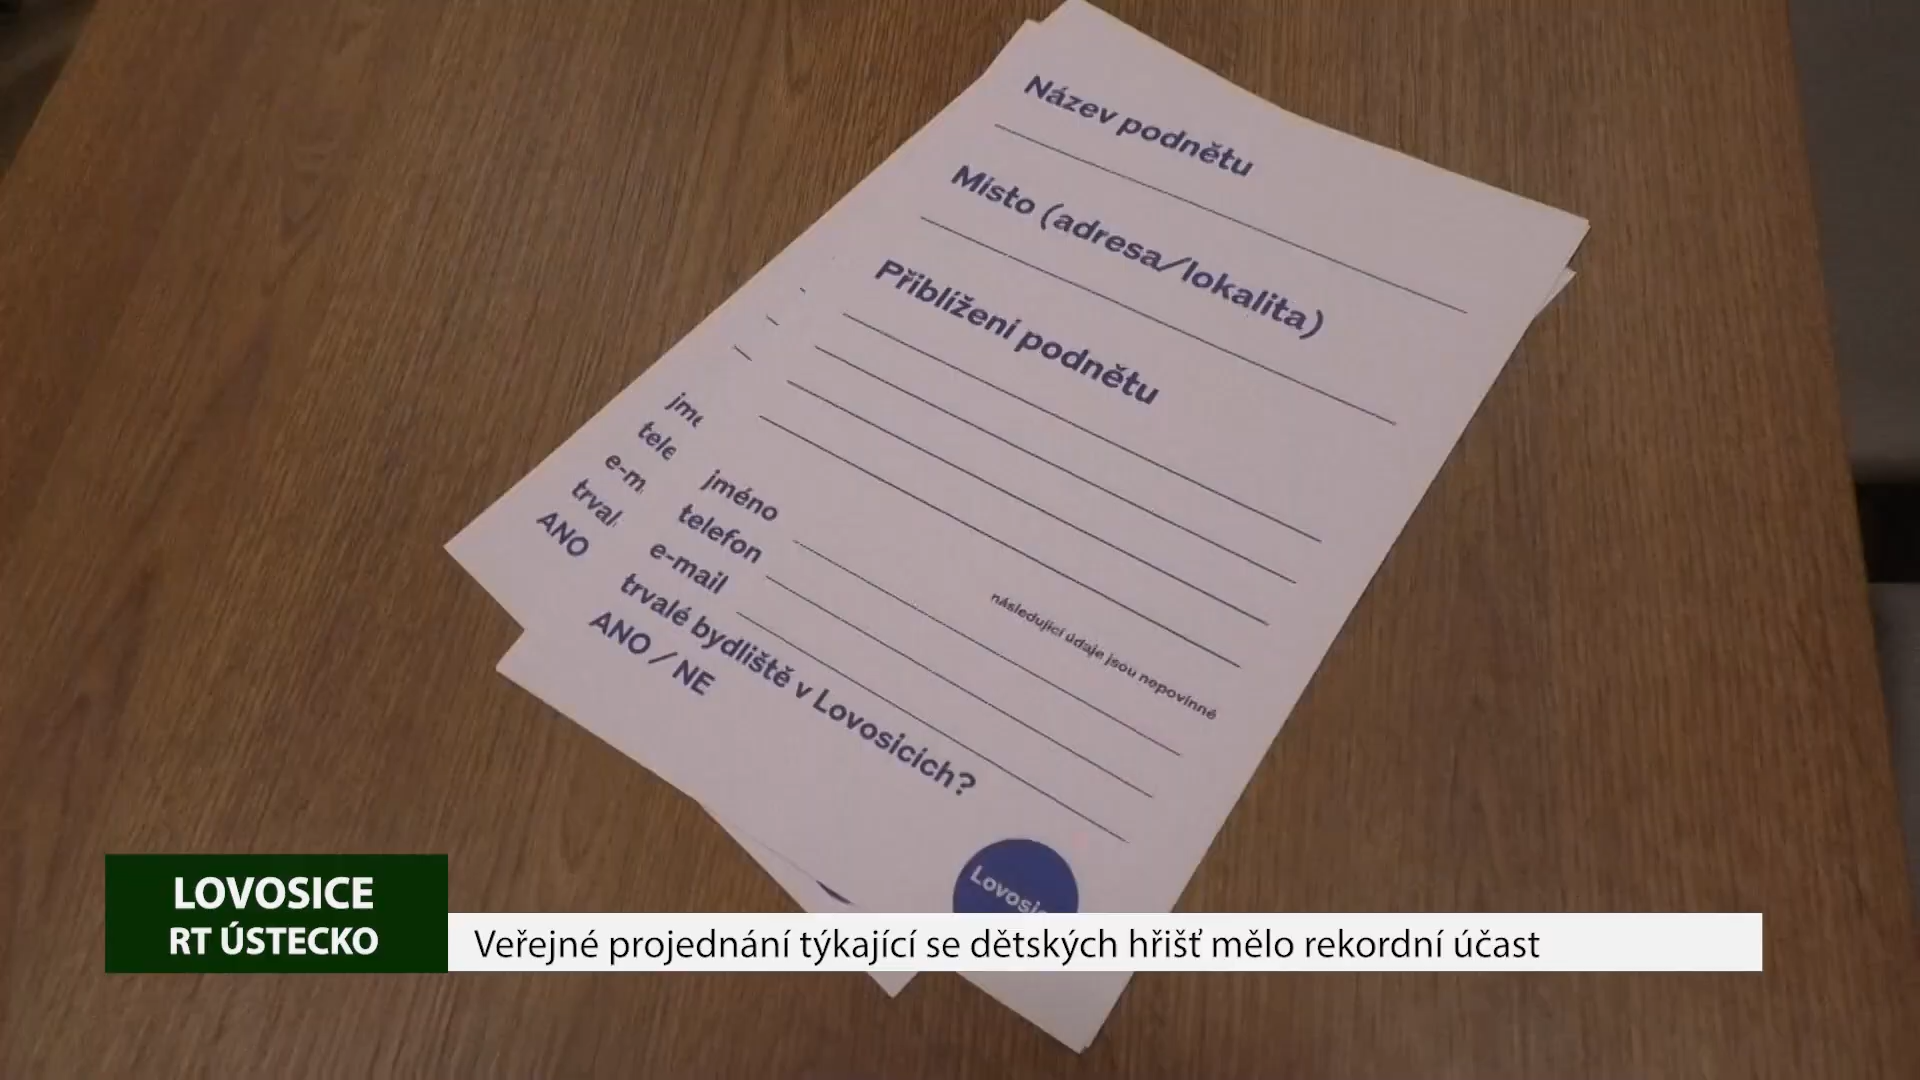 Název podnětu
Místo (adresa/lokalita)
Přiblížení podnětu
následující údaje jsou nepovinné
jméno
telefon
e-mail
trvalé bydliště v Lovosicích?
ANO / NE
ANO
LOVOSICE
RT ÚSTECKO
Veřejné projednání týkající se dětských hřišť mělo rekordní účast